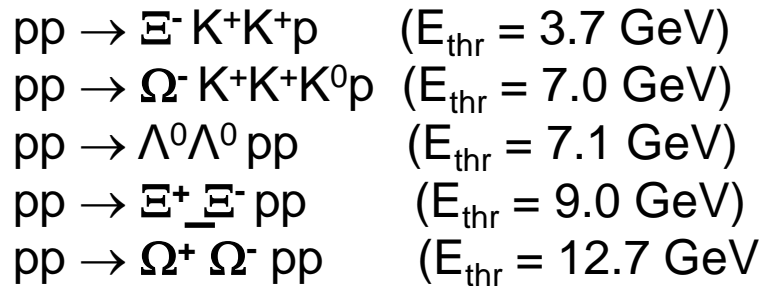 pp → Ξ⁻ K⁺K⁺p (E_thr = 3.7 GeV)
pp → Ω⁻ K⁺K⁺K⁰p (E_thr = 7.0 GeV)
pp → Λ⁰Λ⁰ pp (E_thr = 7.1 GeV)
pp → Ξ⁺ _Ξ⁻ pp (E_thr = 9.0 GeV)
pp → Ω⁺ Ω⁻ pp (E_thr = 12.7 GeV